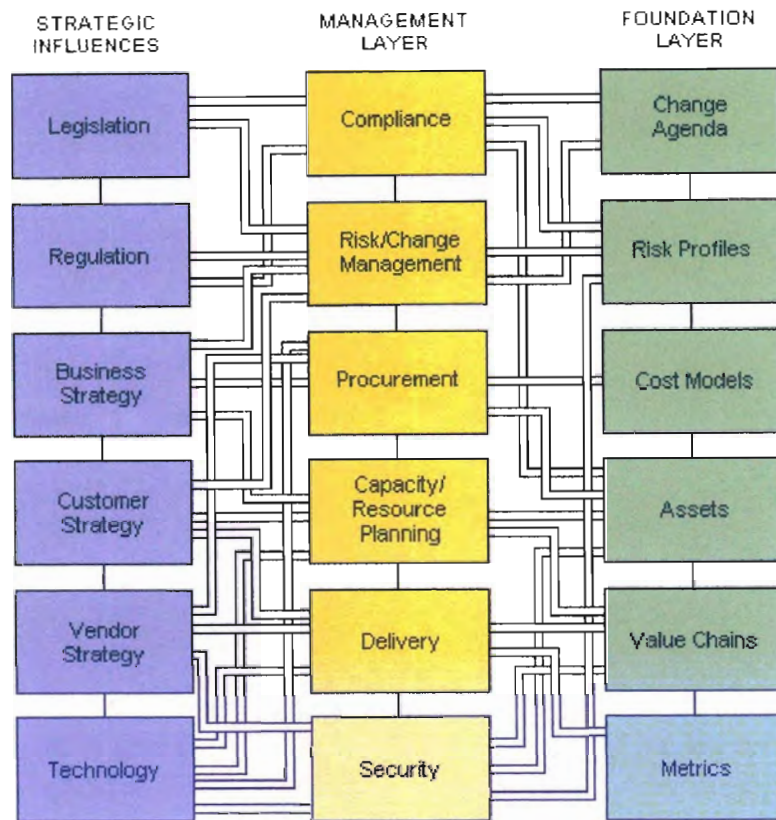 STRATEGIC
INFLUENCES
MANAGEMENT
LAYER
FOUNDATION
LAYER
Legislation
Compliance
Change
Agenda
Regulation
Risk/Change
Management
Risk Profiles
Business
Strategy
Procurement
Cost Models
Customer
Strategy
Capacity/
Resource
Planning
Assets
Vendor
Strategy
Delivery
Value Chains
Technology
Security
Metrics